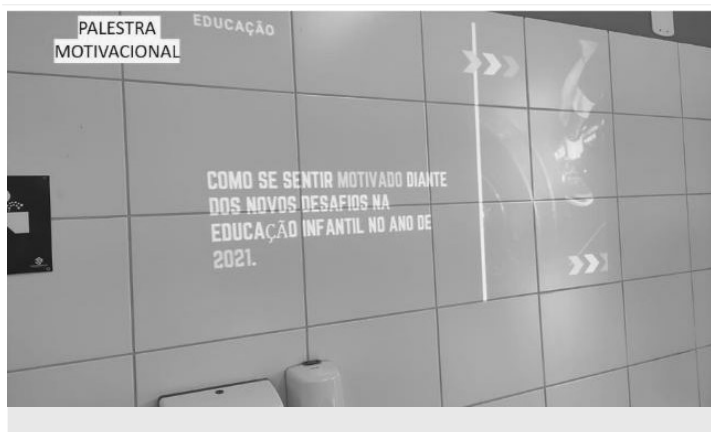 PALESTRA
MOTIVACIONAL
EDUCAÇÃO
COMO SE SENTIR MOTIVADO DIANTE
DOS NOVOS DESAFIOS NA
EDUCAÇÃO INFANTIL NO ANO DE
2021.